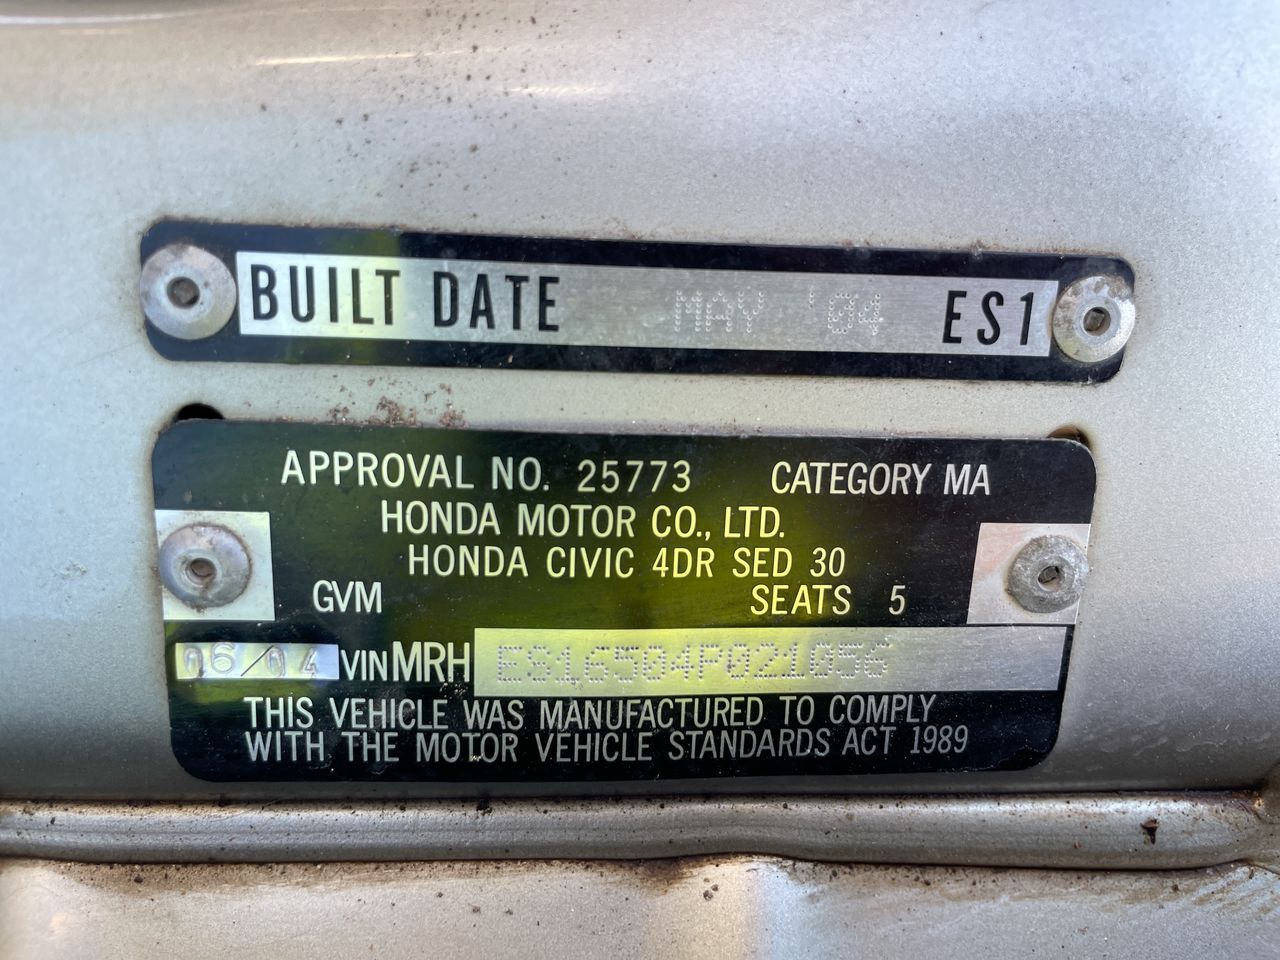 BUILT DATE MAY '04 ES1
APPROVAL NO. 25773 CATEGORY MA
HONDA MOTOR CO., LTD.
HONDA CIVIC 4DR SED 30
GVM SEATS 5
06/04 VIN MRH ES16504P021056
THIS VEHICLE WAS MANUFACTURED TO COMPLY
WITH THE MOTOR VEHICLE STANDARDS ACT 1989